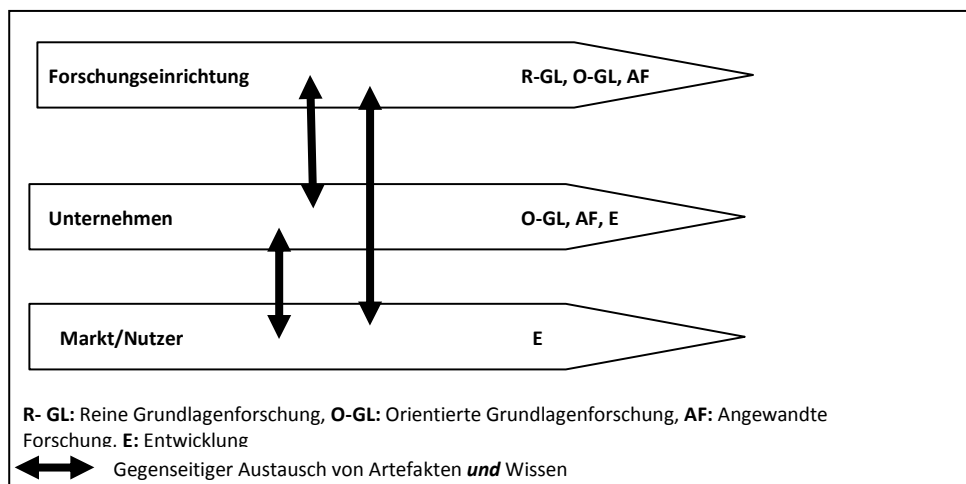 Forschungseinrichtung R-GL, O-GL, AF
Unternehmen O-GL, AF, E
Markt/Nutzer E
R- GL: Reine Grundlagenforschung, O-GL: Orientierte Grundlagenforschung, AF: Angewandte
Forschung. E: Entwicklung
Gegenseitiger Austausch von Artefakten und Wissen